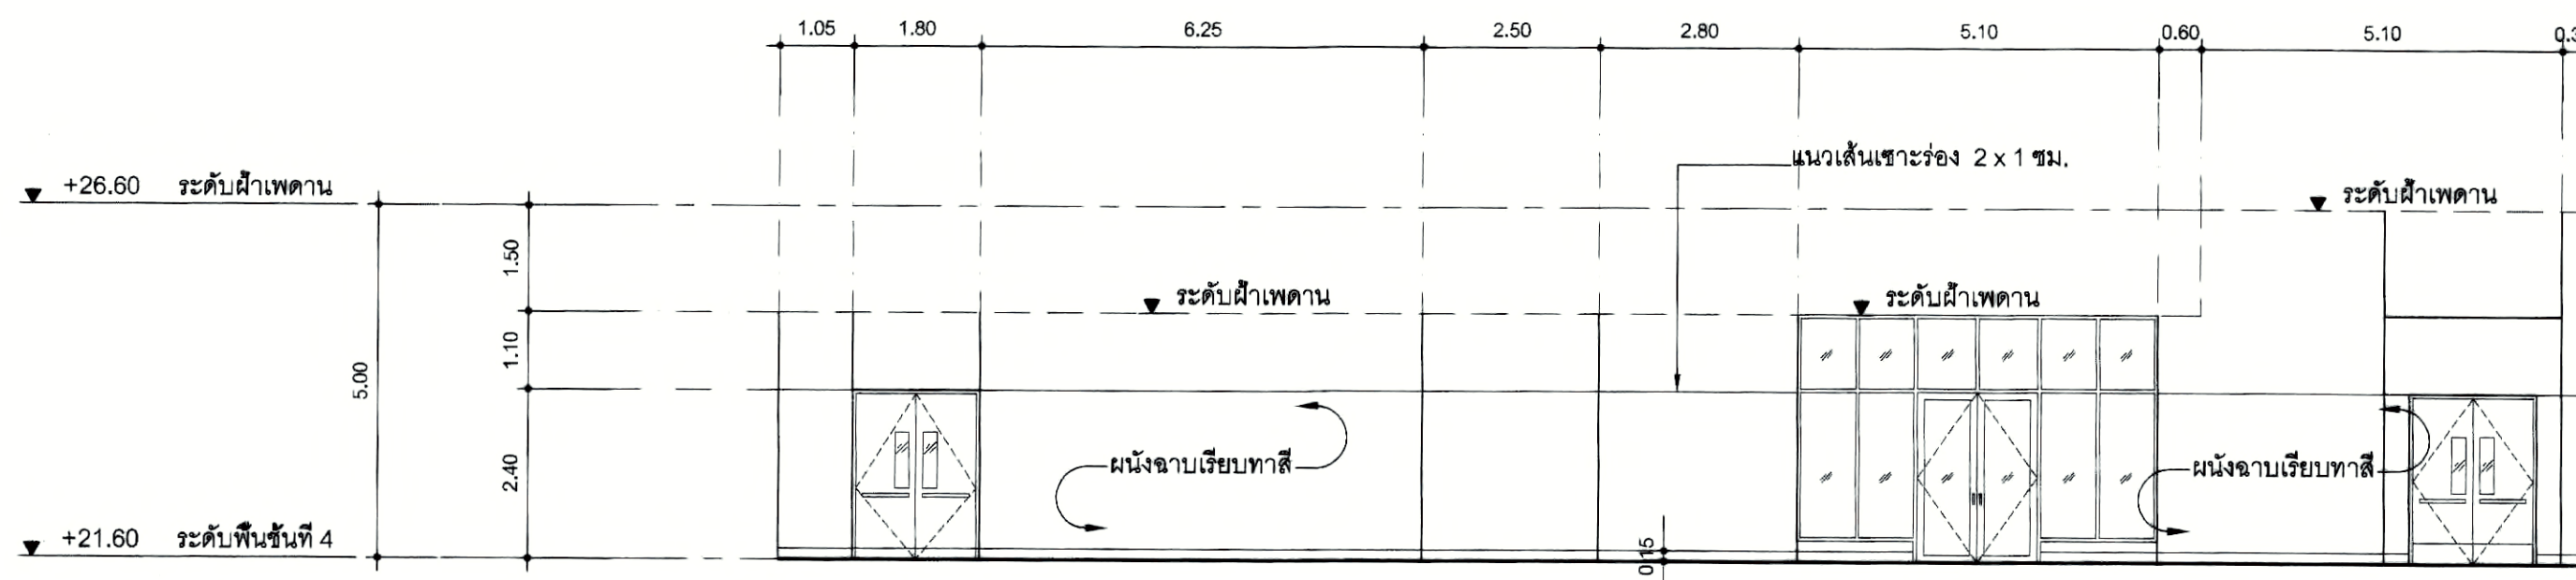 1.05 1.80 6.25 2.50 2.80 5.10 0.60 5.10
แนวเส้นเซาะร่อง 2 x 1 ซม.
+26.60 ระดับฝ้าเพดาน
ระดับฝ้าเพดาน
1.50
ระดับฝ้าเพดาน
ระดับฝ้าเพดาน
1.10
5.00
2.40
ผนังฉาบเรียบทาสี
ผนังฉาบเรียบทาสี
+21.60 ระดับพื้นชั้นที่ 4
0.15